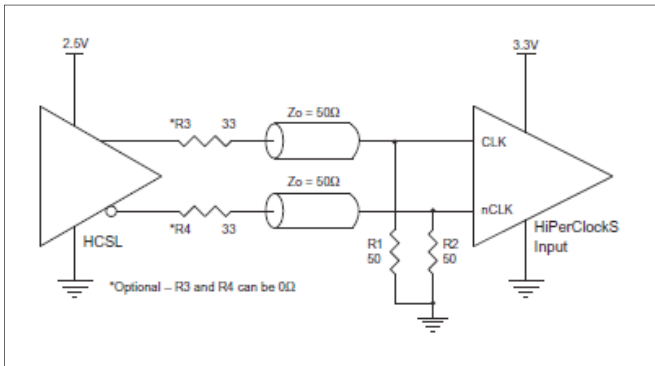 2.5V
3.3V
*R3 33
Zo = 50Ω
CLK
Zo = 50Ω
nCLK
*R4 33
HCSL
R1
50
R2
50
HiPerClockS
Input
*Optional – R3 and R4 can be 0Ω